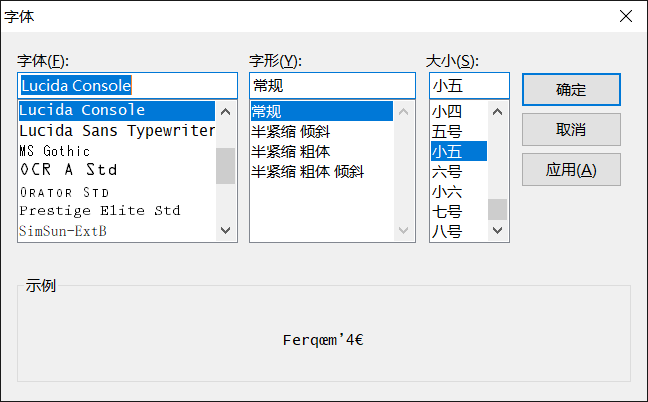 字体
字体(F):
Lucida Console
Lucida Console
Lucida Sans Typewriter
MS Gothic
OCR A Std
ORATOR STD
Prestige Elite Std
SimSun-ExtB
字形(Y):
常规
常规
半紧缩 倾斜
半紧缩 粗体
半紧缩 粗体 倾斜
大小(S):
小五
小四
五号
小五
六号
小六
七号
八号
确定
取消
应用(A)
示例
Ferqœm’4€